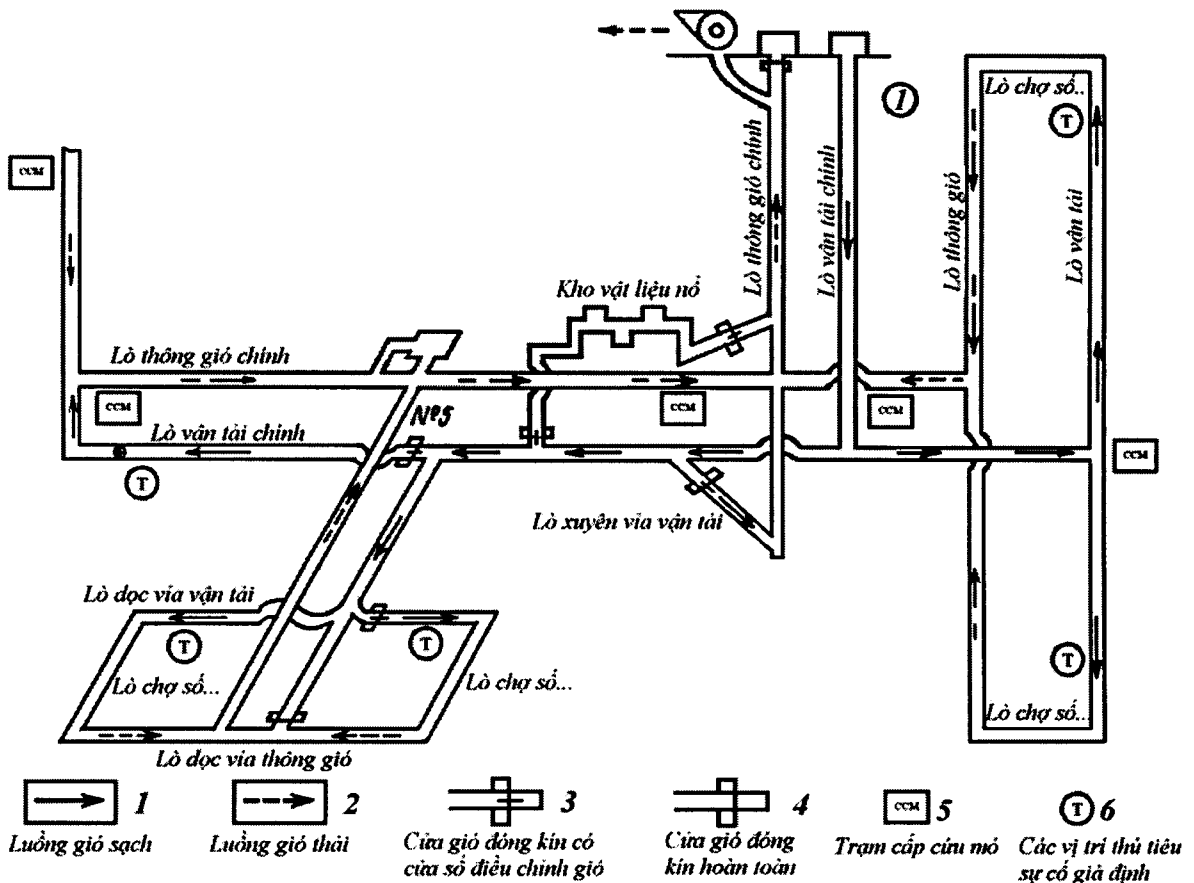 1
Lò chợ số...
T
CCM
Lò thông gió chính
Lò vận tải chính
Lò thông gió
Lò vận tải
Kho vật liệu nổ
Lò thông gió chính
CCM
Nº5
CCM
CCM
Lò vận tải chính
T
CCM
Lò xuyên vỉa vận tải
Lò dọc vỉa vận tải
T
T
T
Lò chợ số...
Lò chợ số...
Lò chợ số...
Lò dọc vỉa thông gió
1
2
3
4
CCM 5
T 6
Luồng gió sạch
Luồng gió thải
Cửa gió đóng kín có
cửa sổ điều chỉnh gió
Cửa gió đóng
kín hoàn toàn
Trạm cấp cứu mỏ
Các vị trí thủ tiêu
sự cố giả định